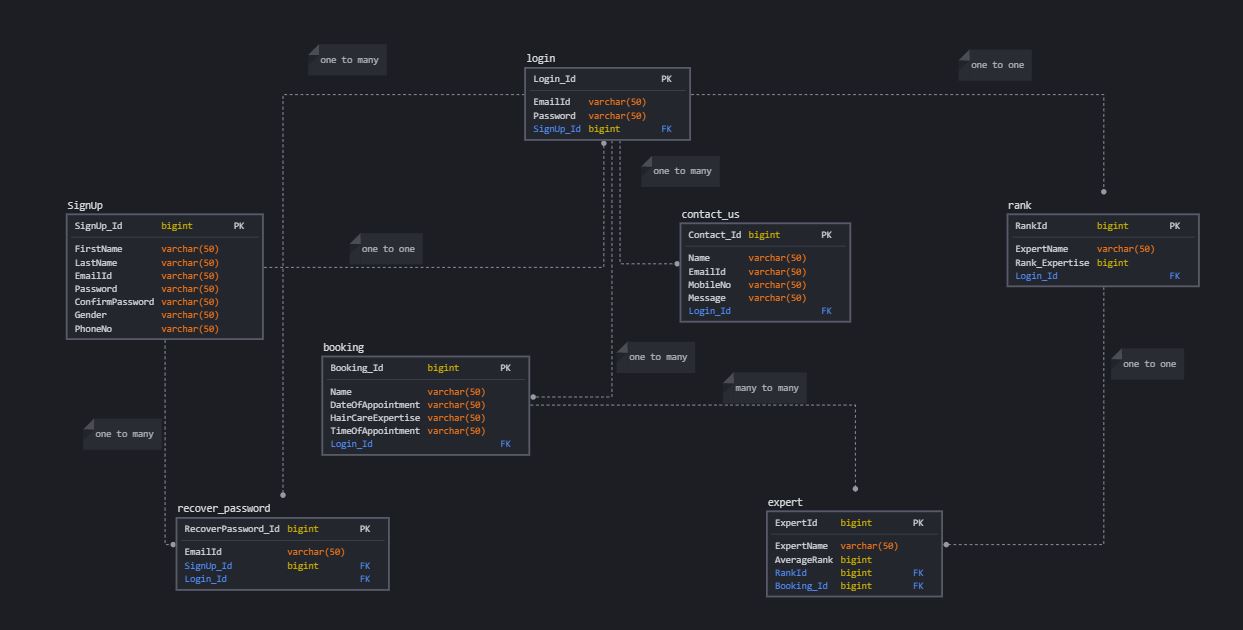 one to many
login
Login_Id PK
EmailId varchar(50)
Password varchar(50)
SignUp_Id bigint FK
one to one
one to many
SignUp
SignUp_Id bigint PK
FirstName varchar(50)
LastName varchar(50)
EmailId varchar(50)
Password varchar(50)
ConfirmPassword varchar(50)
Gender varchar(50)
PhoneNo varchar(50)
one to one
contact_us
Contact_Id bigint PK
Name varchar(50)
EmailId varchar(50)
MobileNo varchar(50)
Message varchar(50)
Login_Id FK
rank
RankId bigint PK
ExpertName varchar(50)
Rank_Expertise bigint
Login_Id FK
booking
Booking_Id bigint PK
Name varchar(50)
DateOfAppointment varchar(50)
HairCareExpertise varchar(50)
TimeOfAppointment varchar(50)
Login_Id FK
one to many
many to many
one to one
one to many
recover_password
RecoverPassword_Id bigint PK
EmailId varchar(50)
SignUp_Id bigint FK
Login_Id FK
expert
ExpertId bigint PK
ExpertName varchar(50)
AverageRank bigint
RankId bigint FK
Booking_Id bigint FK